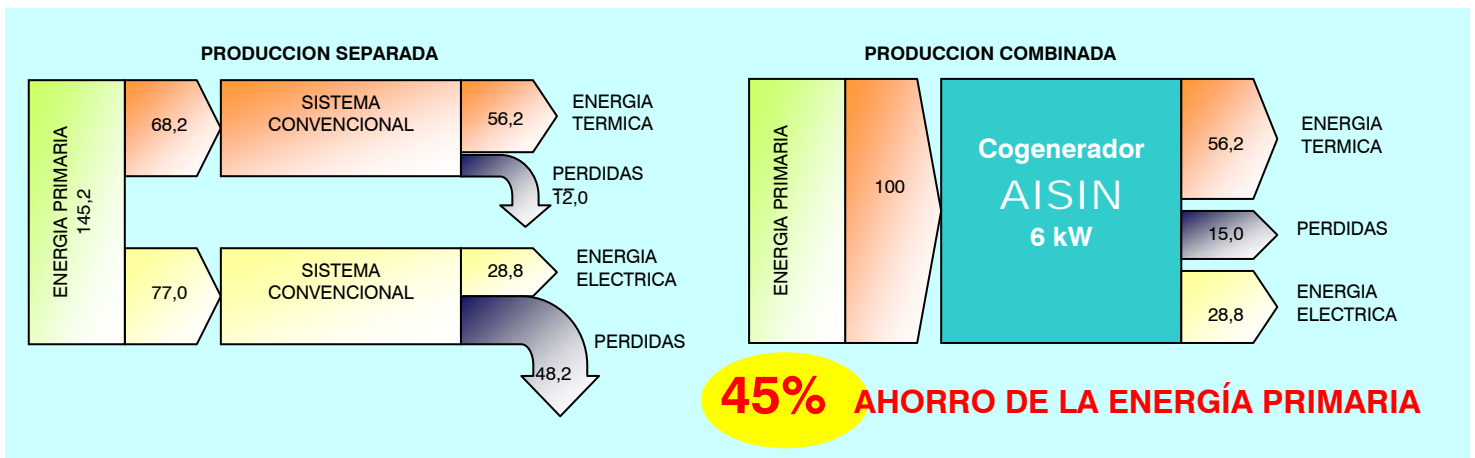 PRODUCCION SEPARADA
ENERGIA PRIMARIA
145,2
68,2
SISTEMA
CONVENCIONAL
56,2
ENERGIA
TERMICA
PERDIDAS
12,0
77,0
SISTEMA
CONVENCIONAL
28,8
ENERGIA
ELECTRICA
PERDIDAS
48,2
PRODUCCION COMBINADA
ENERGIA PRIMARIA
100
Cogenerador
AISIN
6 kW
56,2
ENERGIA
TERMICA
15,0
PERDIDAS
28,8
ENERGIA
ELECTRICA
45% AHORRO DE LA ENERGÍA PRIMARIA